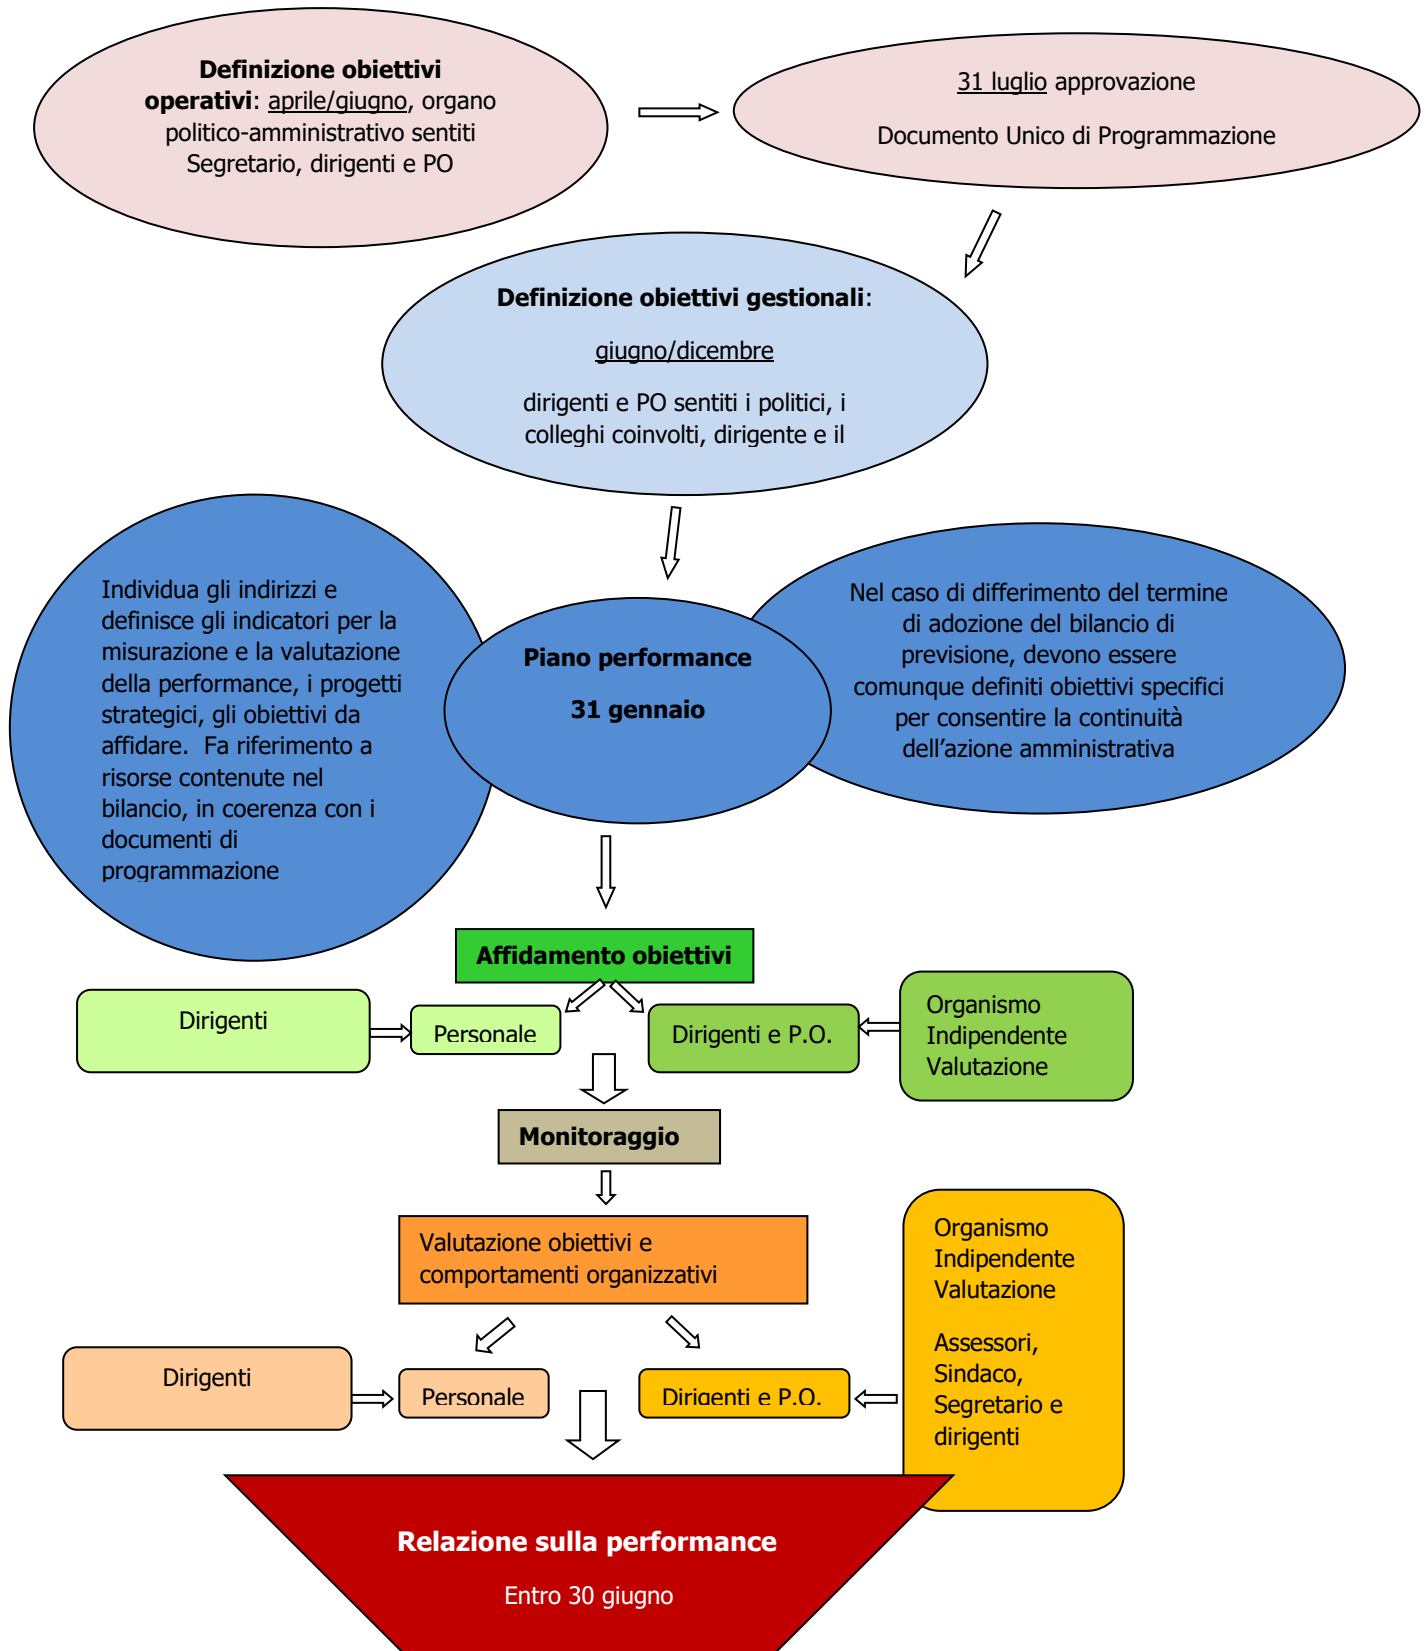 Definizione obiettivi
operativi: aprile/giugno, organo
politico-amministrativo sentiti
Segretario, dirigenti e PO
31 luglio approvazione
Documento Unico di Programmazione
Definizione obiettivi gestionali:
giugno/dicembre
dirigenti e PO sentiti i politici, i
colleghi coinvolti, dirigente e il
Individua gli indirizzi e
definisce gli indicatori per la
misurazione e la valutazione
della performance, i progetti
strategici, gli obiettivi da
affidare.  Fa riferimento a
risorse contenute nel
bilancio, in coerenza con i
documenti di
programmazione
Piano performance
31 gennaio
Nel caso di differimento del termine
di adozione del bilancio di
previsione, devono essere
comunque definiti obiettivi specifici
per consentire la continuità
dell’azione amministrativa
Affidamento obiettivi
Dirigenti
Personale
Dirigenti e P.O.
Organismo
Indipendente
Valutazione
Monitoraggio
Valutazione obiettivi e
comportamenti organizzativi
Dirigenti
Personale
Dirigenti e P.O.
Organismo
Indipendente
Valutazione
Assessori,
Sindaco,
Segretario e
dirigenti
Relazione sulla performance
Entro 30 giugno